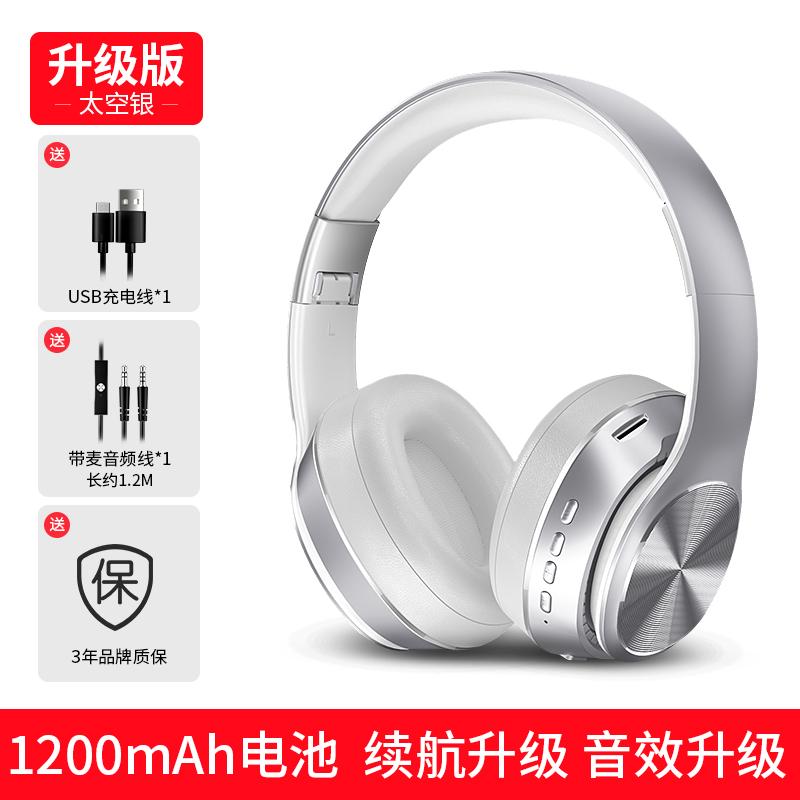 升级版
太空银
送
USB充电线*1
送
带麦音频线*1
长约1.2M
送
保
3年品牌质保
L
1200mAh电池 续航升级 音效升级